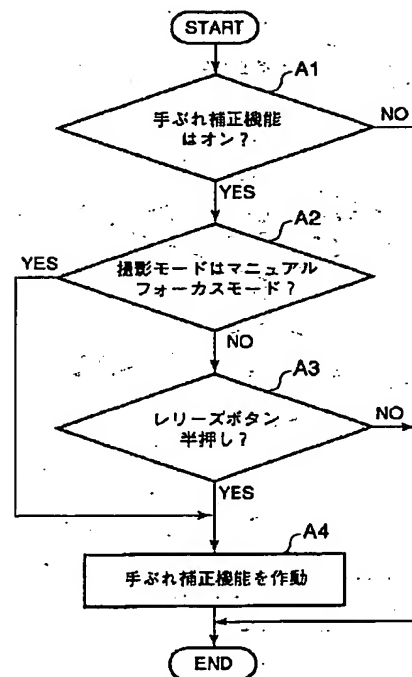 START
A1
手ぶれ補正機能
はオン?
NO
YES
A2
撮影モードはマニュアル
フォーカスモード?
YES
NO
A3
レリーズボタン
半押し?
NO
YES
A4
手ぶれ補正機能を作動
END